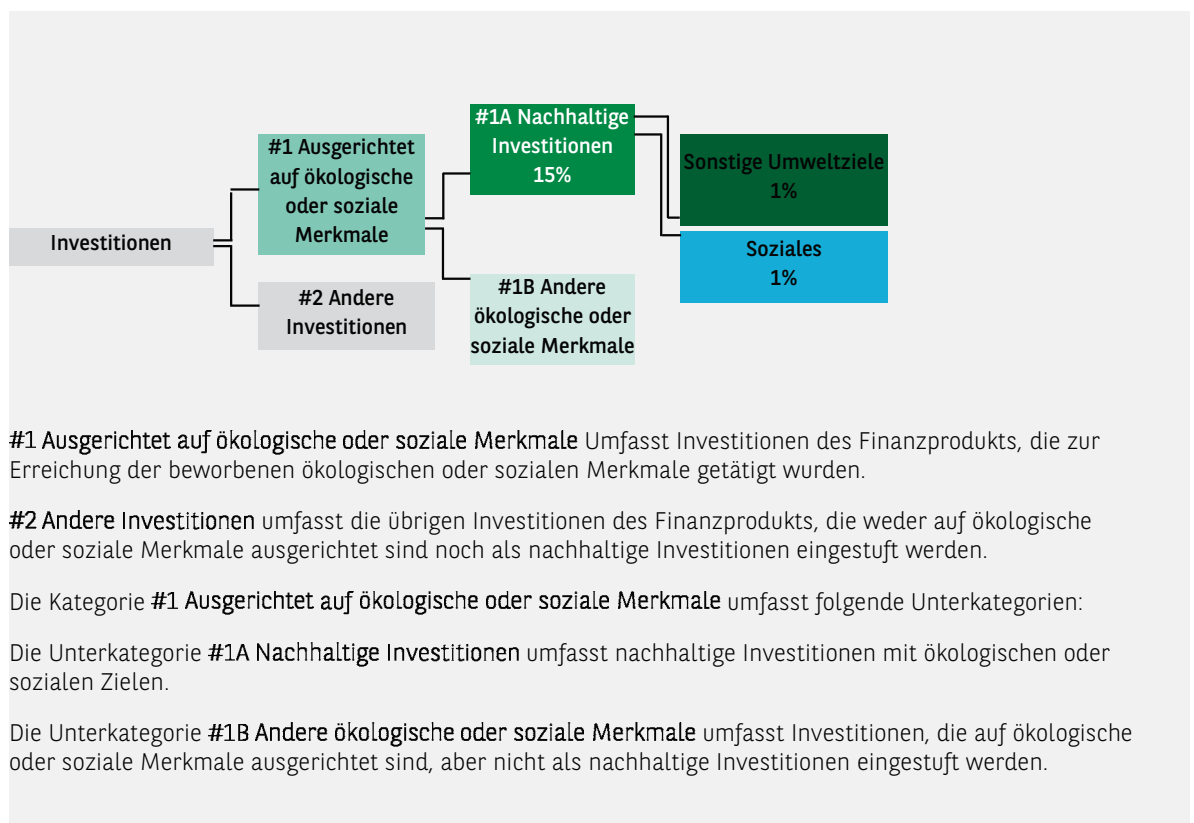 Investitionen
#1 Ausgerichtet
auf ökologische
oder soziale
Merkmale
#2 Andere
Investitionen
#1A Nachhaltige
Investitionen
15%
#1B Andere
ökologische oder
soziale Merkmale
Sonstige Umweltziele
1%
Soziales
1%
#1 Ausgerichtet auf ökologische oder soziale Merkmale Umfasst Investitionen des Finanzprodukts, die zur
Erreichung der beworbenen ökologischen oder sozialen Merkmale getätigt wurden.
#2 Andere Investitionen umfasst die übrigen Investitionen des Finanzprodukts, die weder auf ökologische
oder soziale Merkmale ausgerichtet sind noch als nachhaltige Investitionen eingestuft werden.
Die Kategorie #1 Ausgerichtet auf ökologische oder soziale Merkmale umfasst folgende Unterkategorien:
Die Unterkategorie #1A Nachhaltige Investitionen umfasst nachhaltige Investitionen mit ökologischen oder
sozialen Zielen.
Die Unterkategorie #1B Andere ökologische oder soziale Merkmale umfasst Investitionen, die auf ökologische
oder soziale Merkmale ausgerichtet sind, aber nicht als nachhaltige Investitionen eingestuft werden.